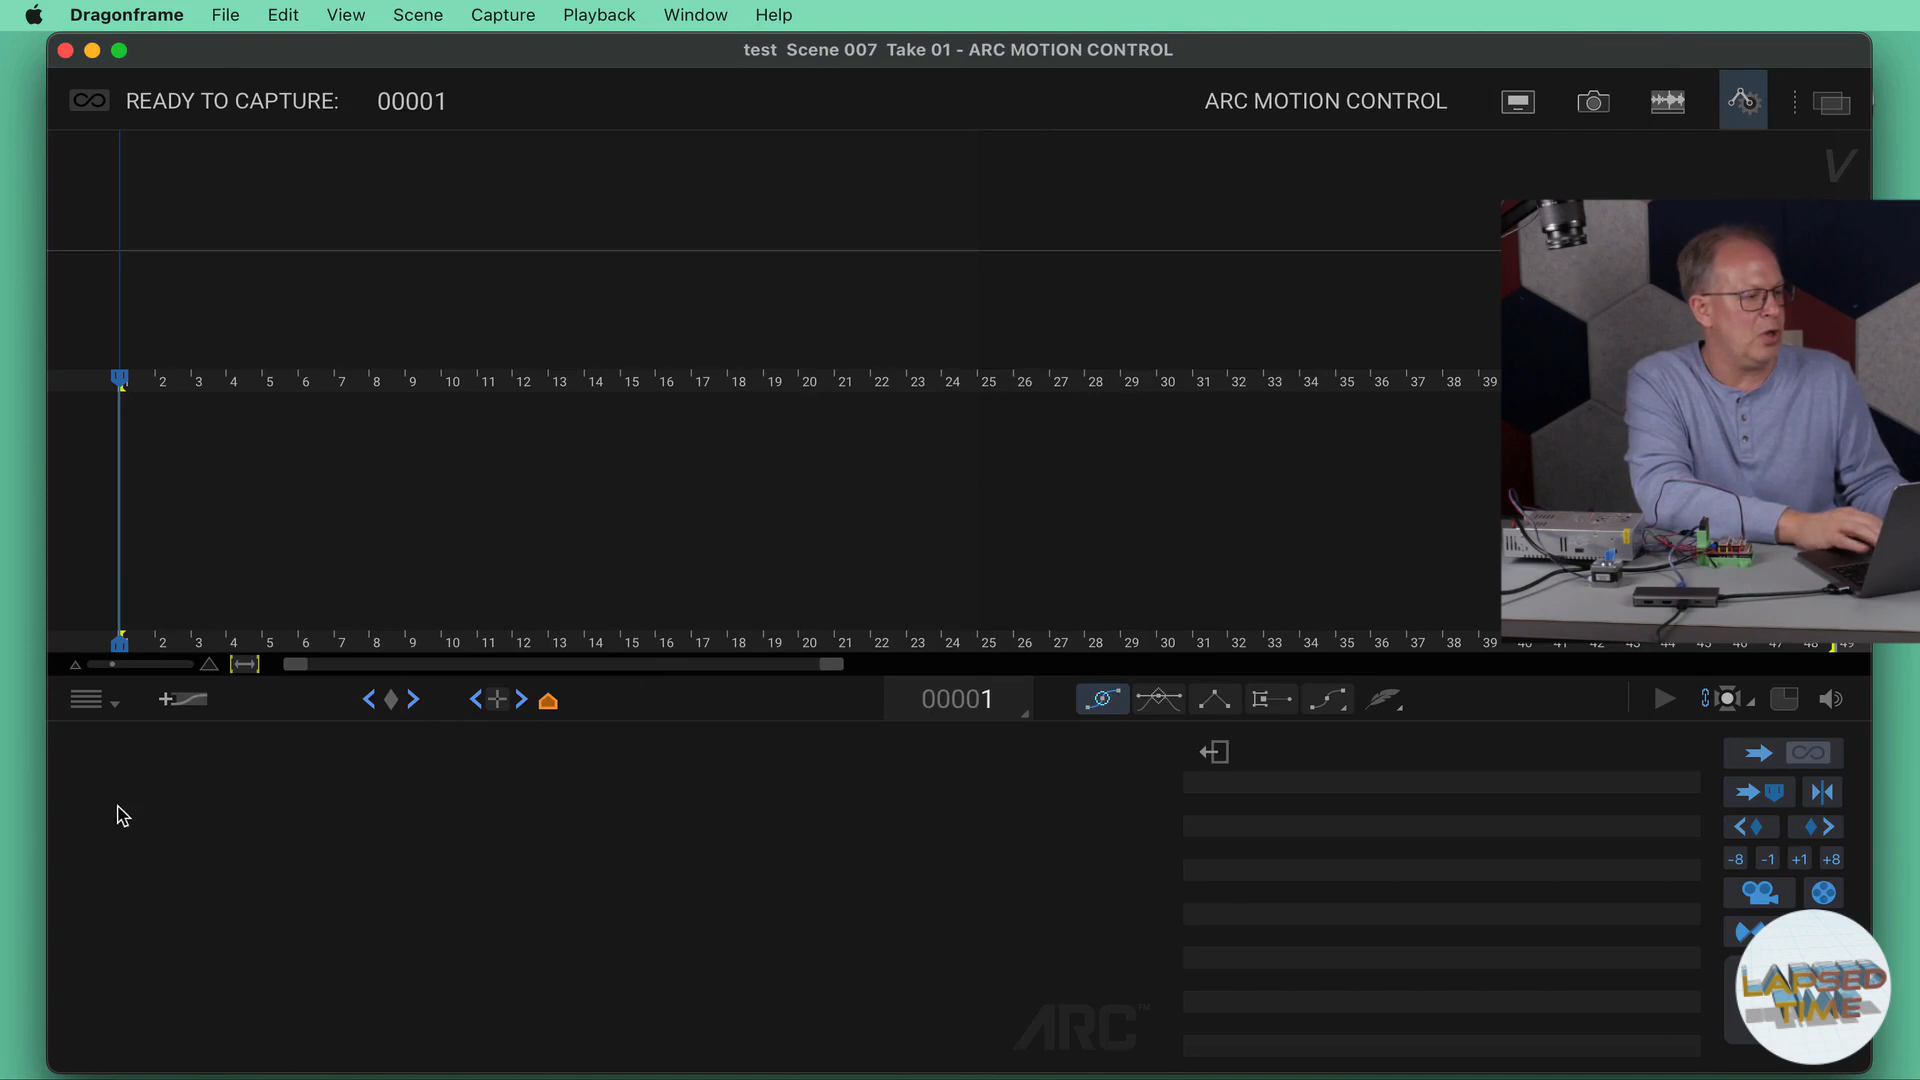 Dragonframe File Edit View Scene Capture Playback Window Help
test Scene 007 Take 01 - ARC MOTION CONTROL
READY TO CAPTURE: 00001
ARC MOTION CONTROL
V
2 3 4 5 6 7 8 9 10 11 12 13 14 15 16 17 18 19 20 21 22 23 24 25 26 27 28 29 30 31 32 33 34 35 36 37 38 39
2 3 4 5 6 7 8 9 10 11 12 13 14 15 16 17 18 19 20 21 22 23 24 25 26 27 28 29 30 31 32 33 34 35 36 37 38 39
00001
-8 -1 +1 +8
ARC™
LAPSED
TIME